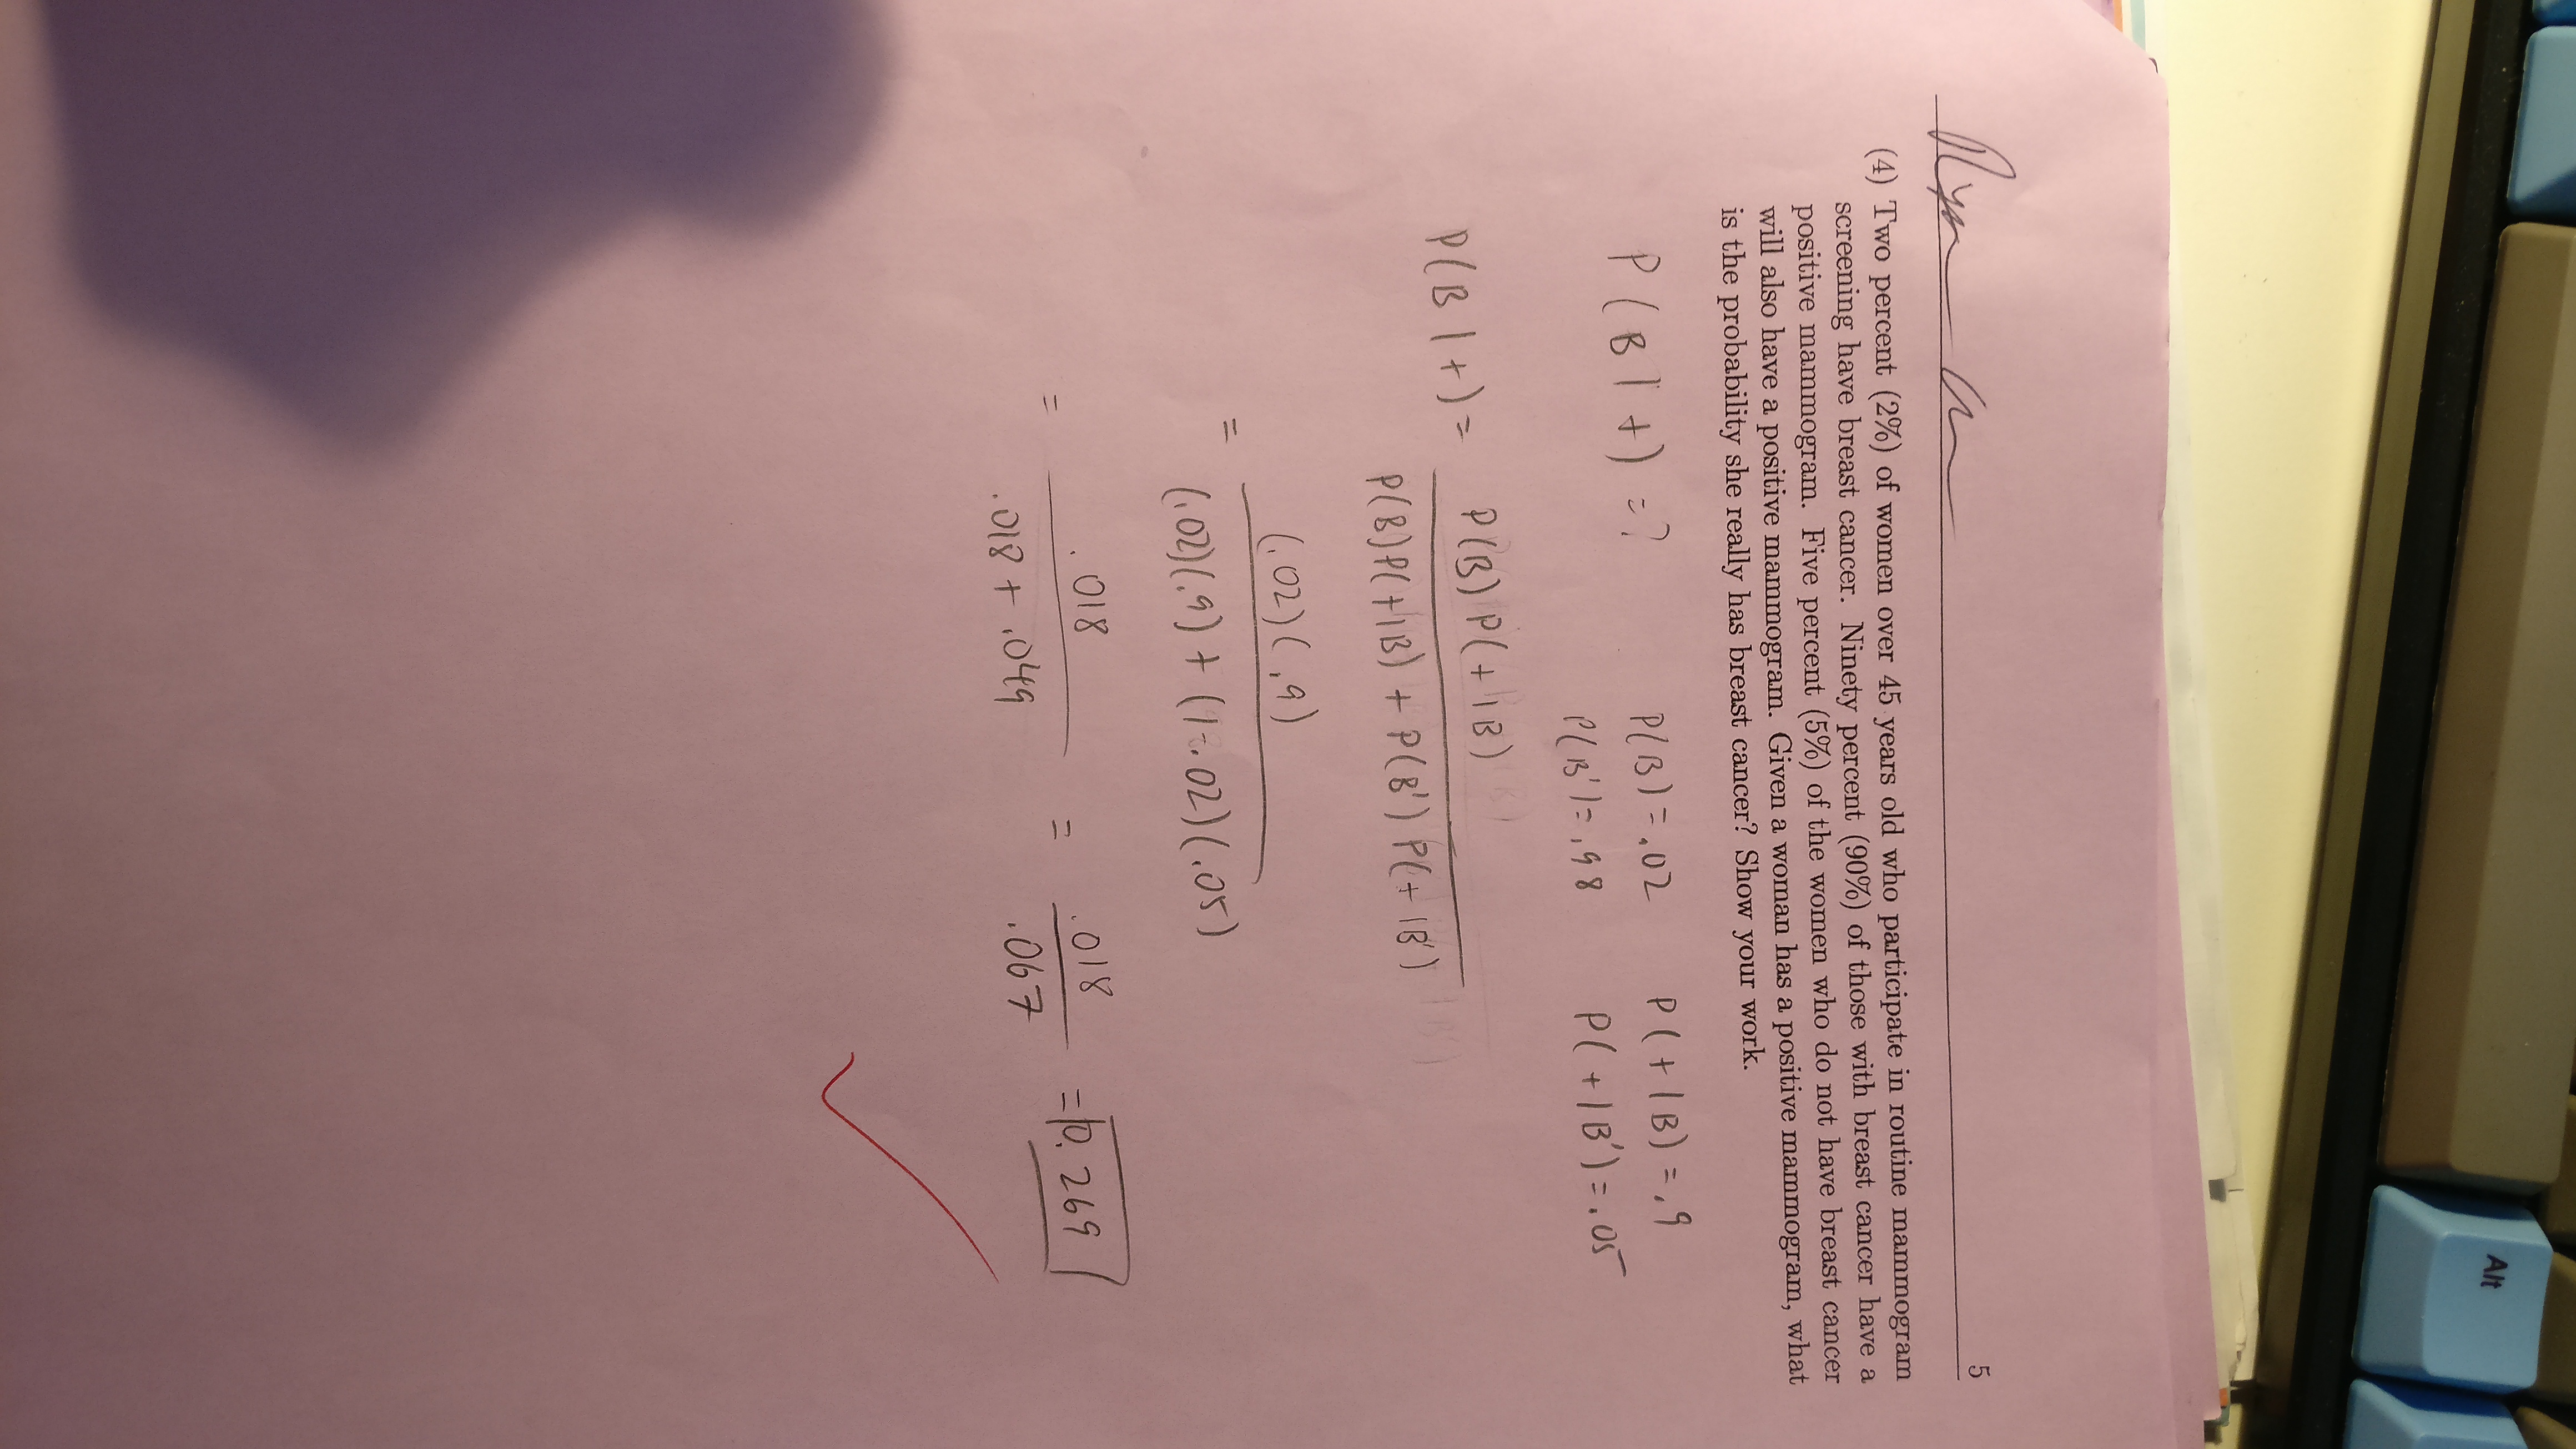 5
(4) Two percent (2%) of women over 45 years old who participate in routine mammogram
screening have breast cancer. Ninety percent (90%) of those with breast cancer have a
positive mammogram. Five percent (5%) of the women who do not have breast cancer
will also have a positive mammogram. Given a woman has a positive mammogram, what
is the probability she really has breast cancer? Show your work.
P(B|+) = ? P(B) = .02 P(+|B) = .9
P(B') = .98 P(+|B') = .05
P(B|+) = P(B)P(+|B)
P(B)P(+|B) + P(B')P(+|B')
= (.02)(.9)
(.02)(.9) + (1-.02)(.05)
= .018 = .018 = 0.269
.018 + .049 .067
Alt